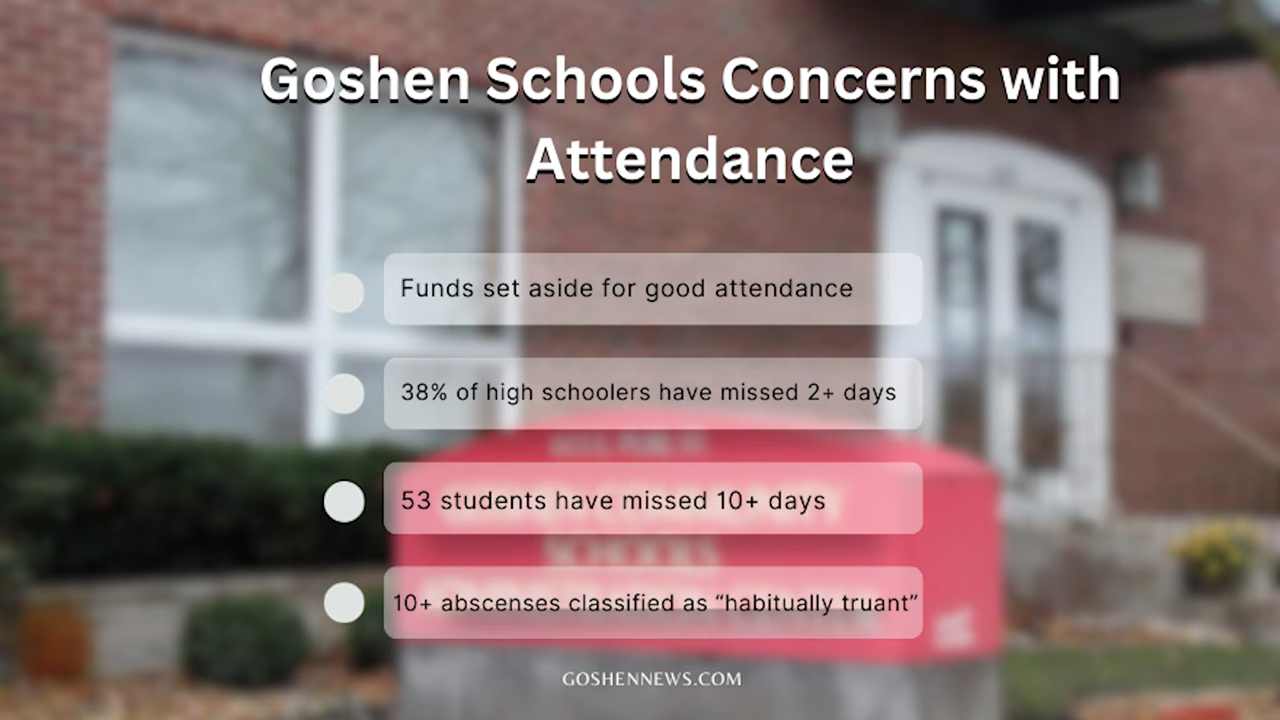 Goshen Schools Concerns with
Attendance
Funds set aside for good attendance
38% of high schoolers have missed 2+ days
53 students have missed 10+ days
10+ abscenses classified as “habitually truant”
SCHOOLS
GOSHENNEWS.COM